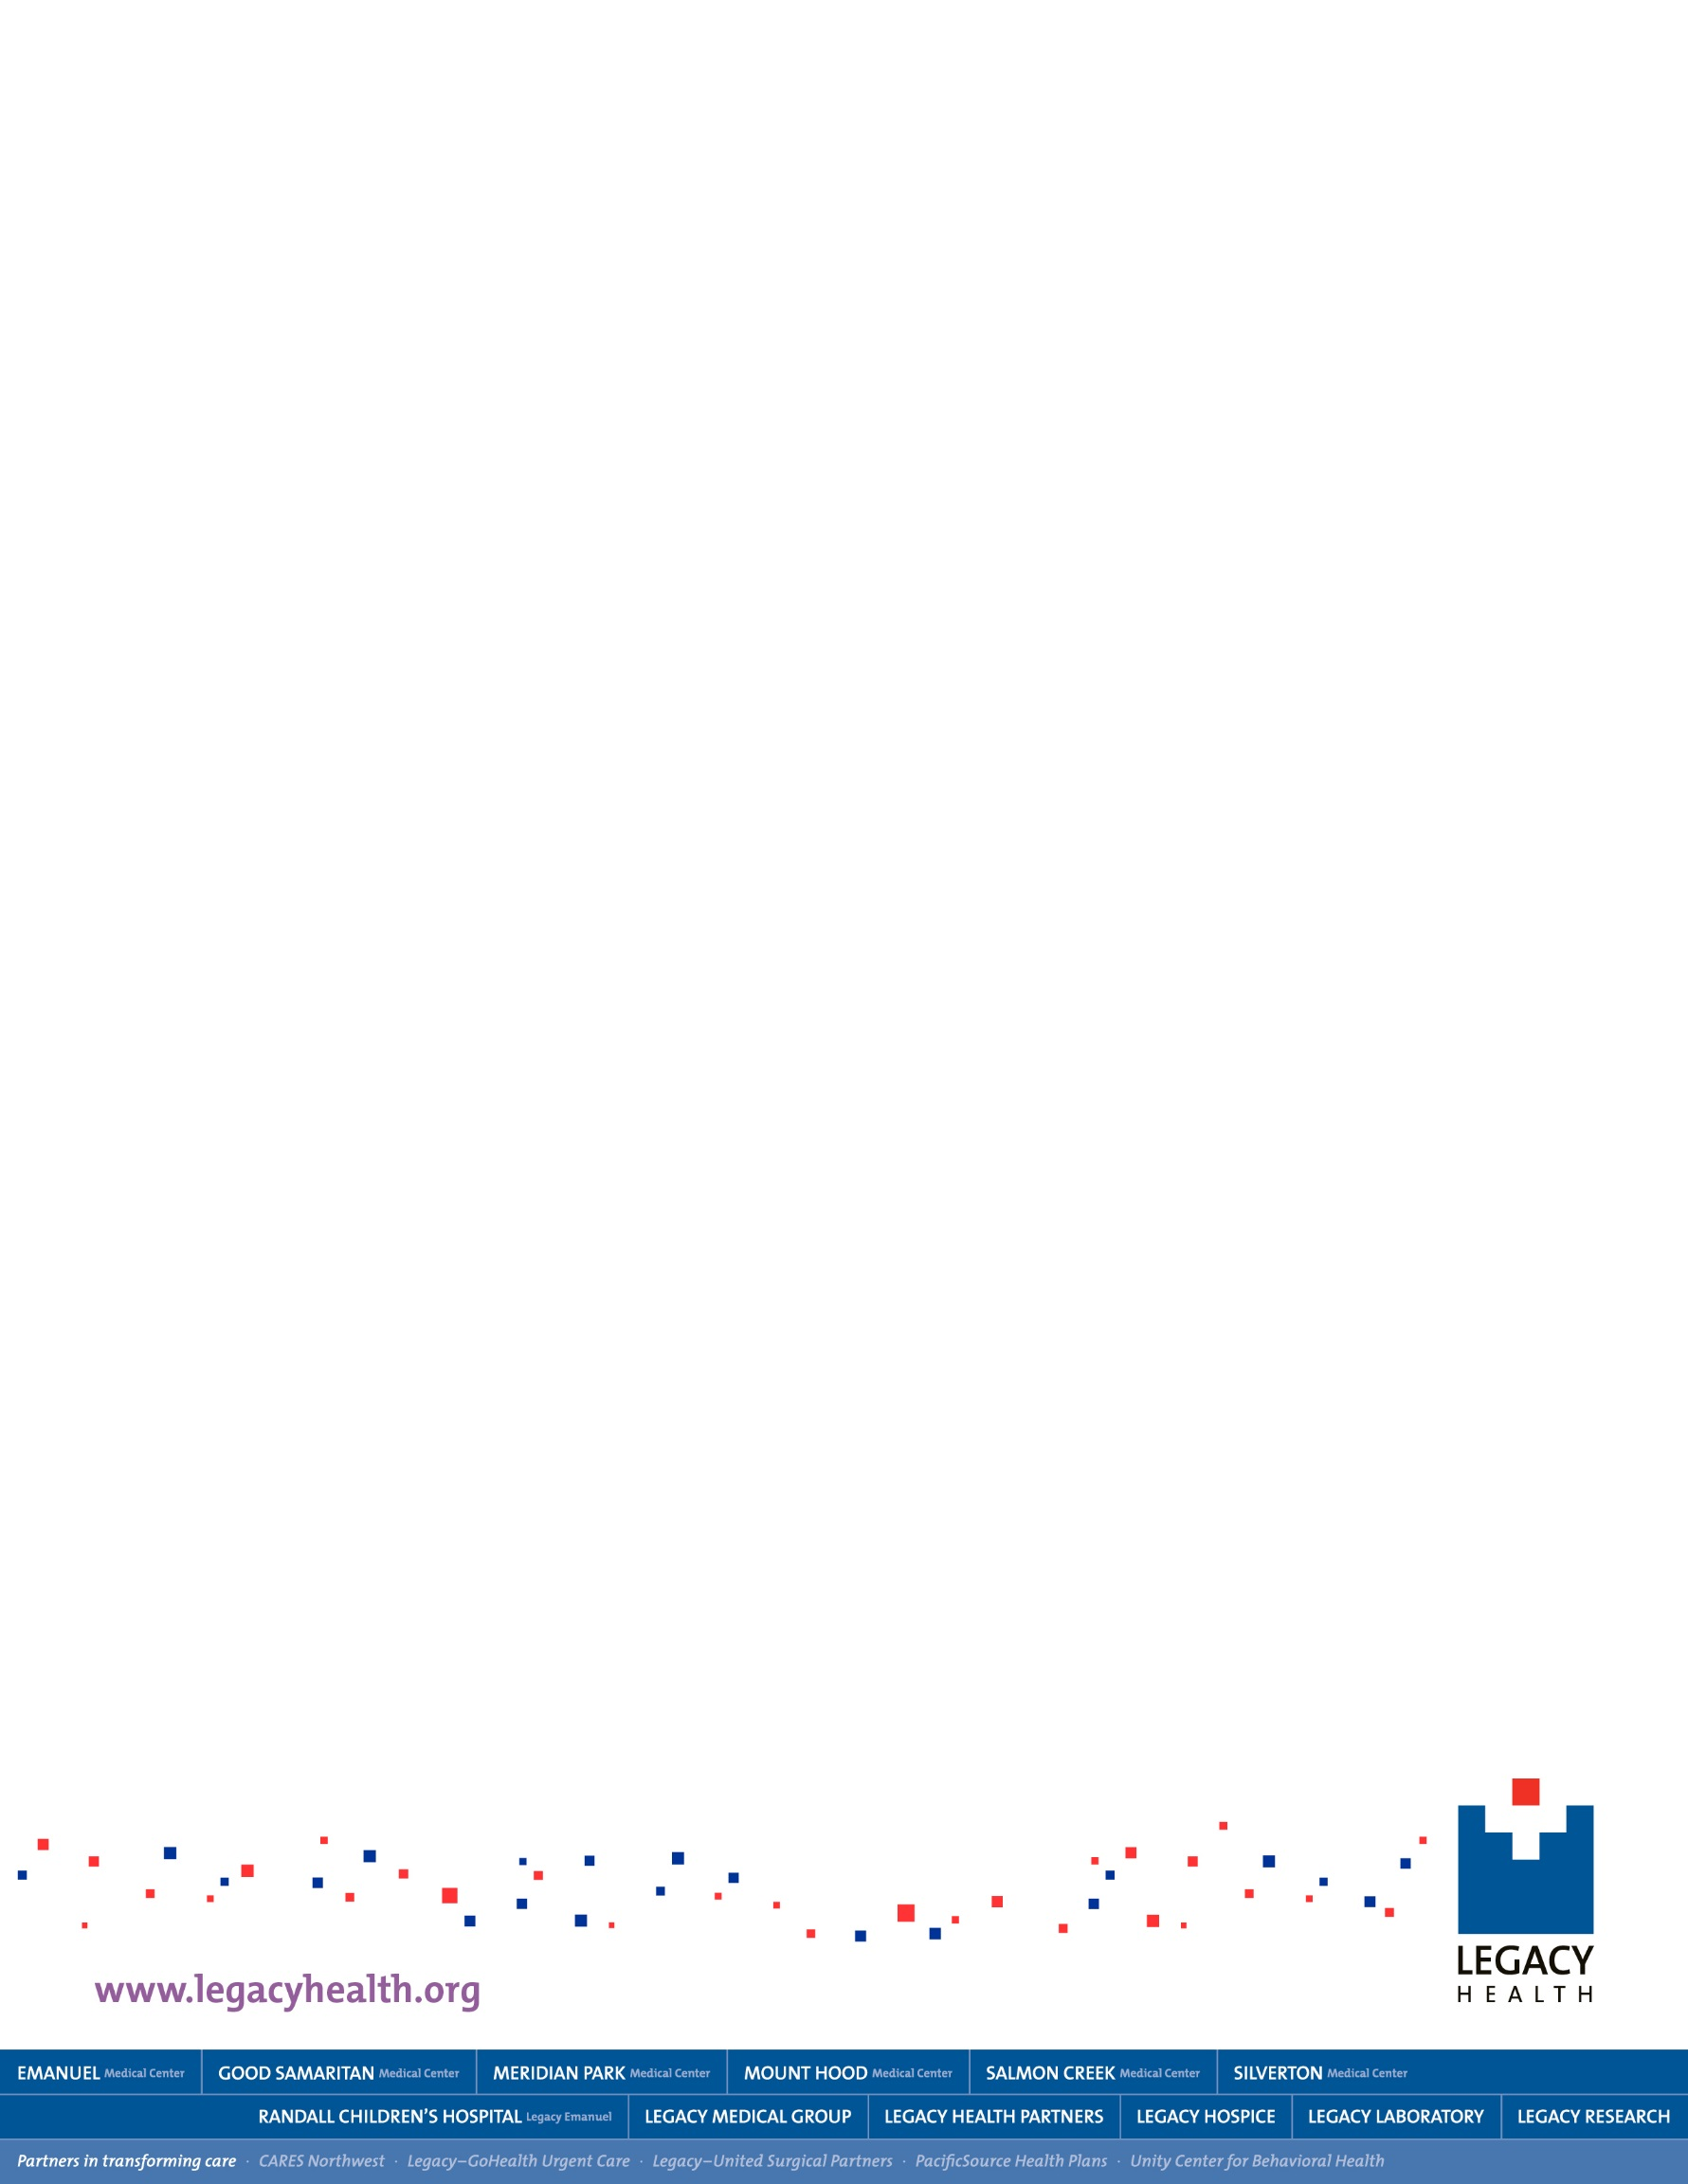 www.legacyhealth.org
LEGACY
HEALTH
EMANUEL Medical Center GOOD SAMARITAN Medical Center MERIDIAN PARK Medical Center MOUNT HOOD Medical Center SALMON CREEK Medical Center SILVERTON Medical Center
RANDALL CHILDREN’S HOSPITAL Legacy Emanuel LEGACY MEDICAL GROUP LEGACY HEALTH PARTNERS LEGACY HOSPICE LEGACY LABORATORY LEGACY RESEARCH
Partners in transforming care · CARES Northwest · Legacy–GoHealth Urgent Care · Legacy–United Surgical Partners · PacificSource Health Plans · Unity Center for Behavioral Health